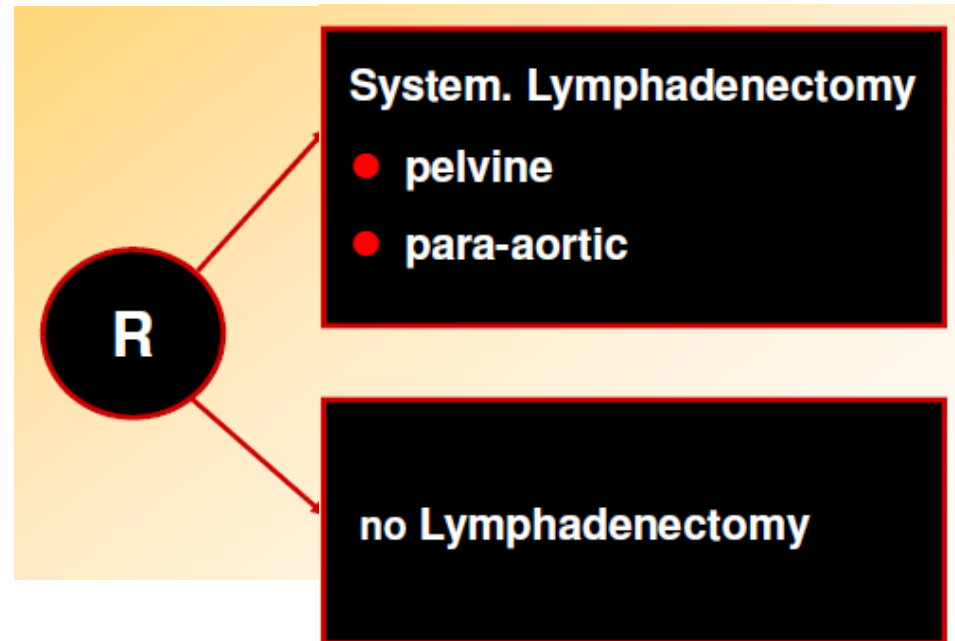 System. Lymphadenectomy
pelvine
para-aortic
R
no Lymphadenectomy